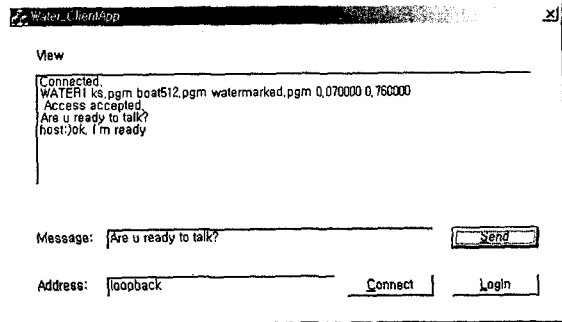 Water_ClientApp
View
Connected,
WATER1 ks.pgm boat512.pgm watermarked.pgm 0.070000 0.760000
Access accepted,
Are u ready to talk?
host:)ok, I'm ready
Message: Are u ready to talk? Send
Address: loopback Connect Login